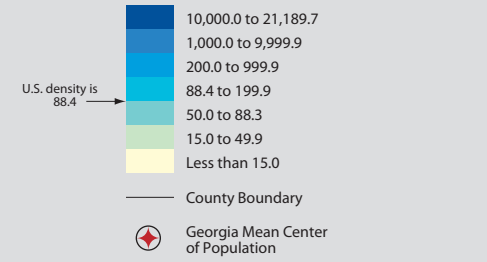 10,000.0 to 21,189.7
1,000.0 to 9,999.9
200.0 to 999.9
U.S. density is
88.4
88.4 to 199.9
50.0 to 88.3
15.0 to 49.9
Less than 15.0
County Boundary
Georgia Mean Center
of Population